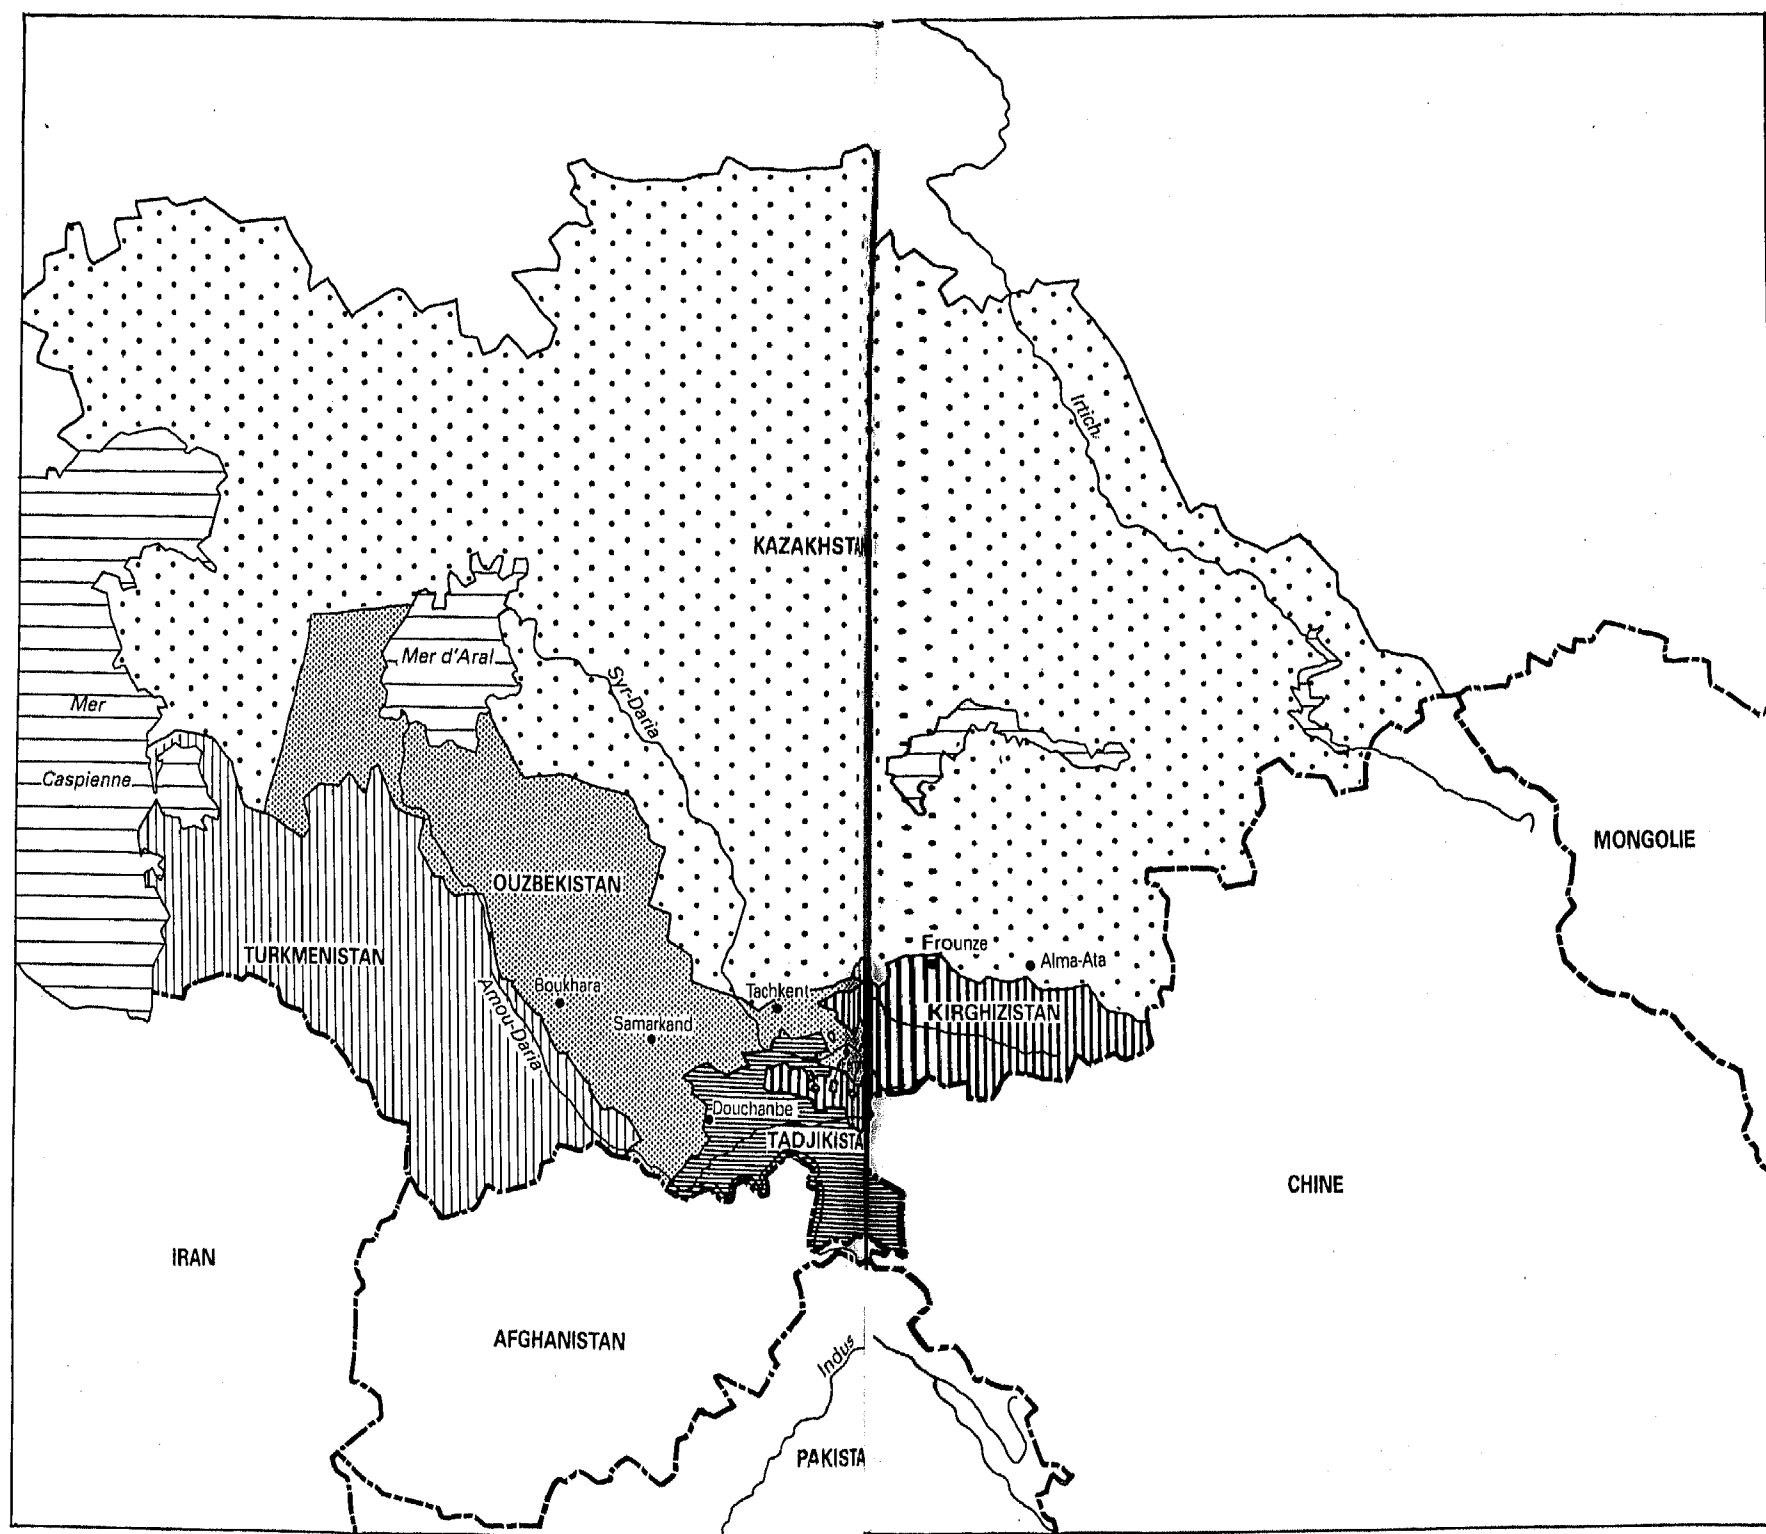 Irtich
KAZAKHSTA
Mer d'Aral
Syr-Daria
Mer
Caspienne
MONGOLIE
OUZBEKISTAN
TURKMENISTAN
Frounze
Alma-Ata
Boukhara
Tachkent
Amou-Daria
KIRGHIZISTAN
Samarkand
Douchanbe
TADJIKISTA
CHINE
IRAN
AFGHANISTAN
Indus
PAKISTA